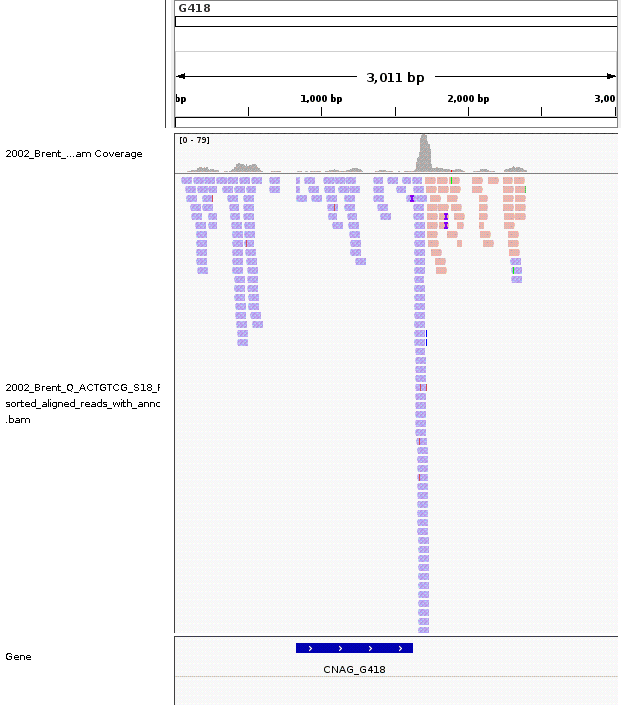 G418
3,011 bp
bp 1,000 bp 2,000 bp 3,00
[0 - 79]
2002_Brent_...am Coverage
2002_Brent_Q_ACTGTCG_S18_F
sorted_aligned_reads_with_annc
.bam
Gene
CNAG_G418